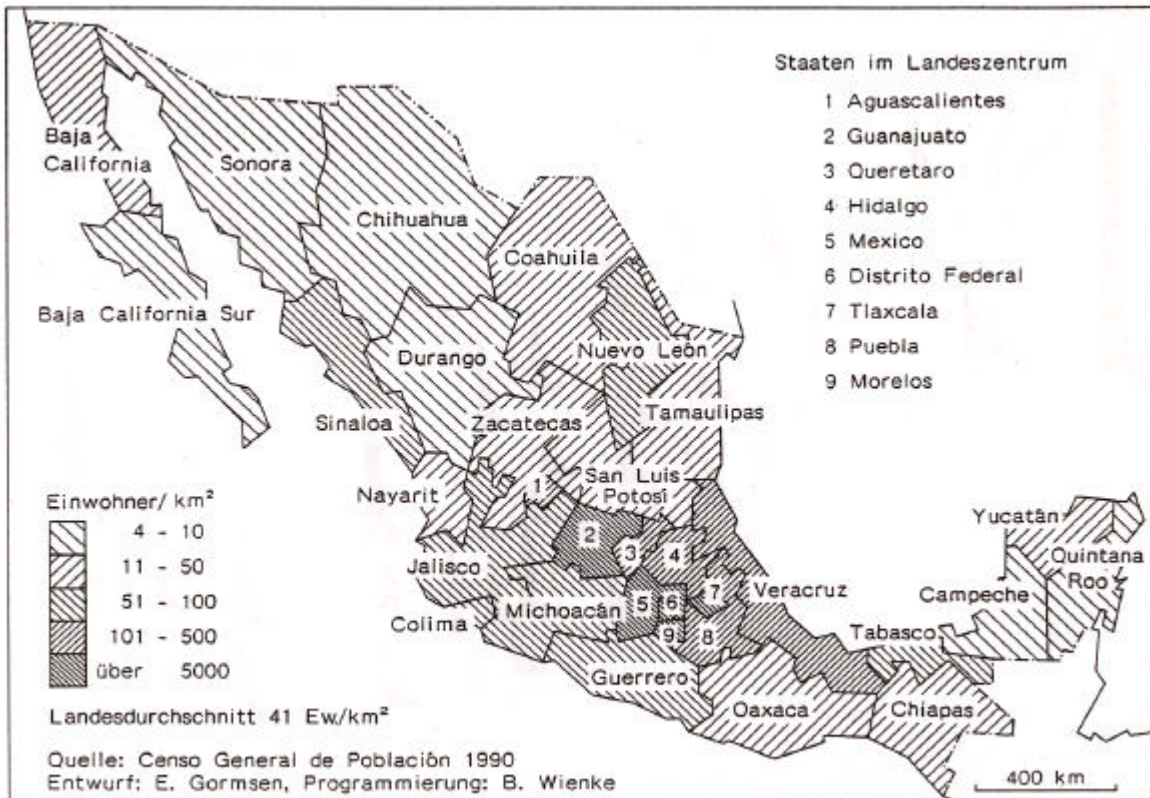 Staaten im Landeszentrum
1 Aguascalientes
2 Guanajuato
3 Queretaro
4 Hidalgo
5 Mexico
6 Distrito Federal
7 Tlaxcala
8 Puebla
9 Morelos
Baja
California
Sonora
Chihuahua
Coahuila
Baja California Sur
Durango
Nuevo León
Sinaloa
Zacatecas
Tamaulipas
Nayarit
1
San Luis
Potosí
2
3
4
Jalisco
Michoacán
5
6
7
Veracruz
Colima
9
8
Guerrero
Oaxaca
Chiapas
Tabasco
Campeche
Yucatán
Quintana
Roo
Einwohner/ km²
4 - 10
11 - 50
51 - 100
101 - 500
über 5000
Landesdurchschnitt 41 Ew./km²
Quelle: Censo General de Población 1990
Entwurf: E. Gormsen, Programmierung: B. Wienke
400 km